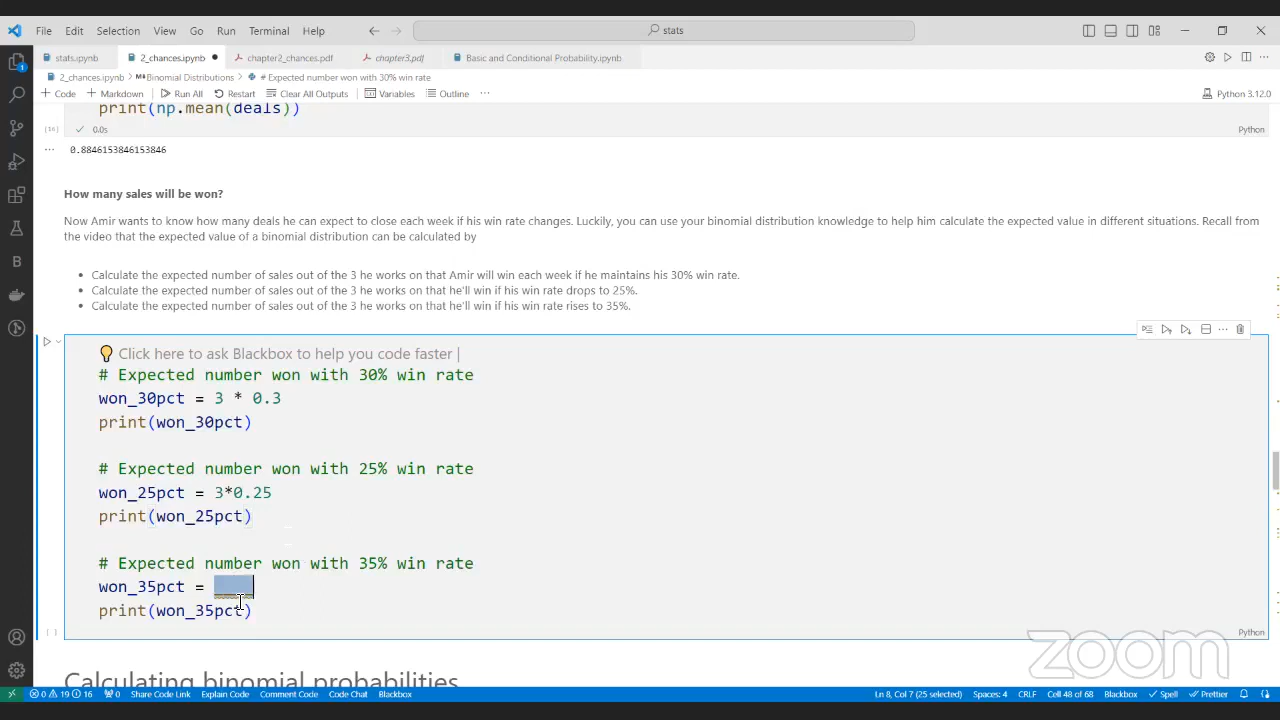 File Edit Selection View Go Run Terminal Help stats
stats.ipynb 2_chances.ipynb chapter2_chances.pdf chapter3.pdf Basic and Conditional Probability.ipynb
2_chances.ipynb > Binomial Distributions > # Expected number won with 30% win rate
+ Code + Markdown Run All Restart Clear All Outputs Variables Outline ... Python 3.12.0
print(np.mean(deals))
[16] 0.0s Python
... 0.8846153846153846
How many sales will be won?
Now Amir wants to know how many deals he can expect to close each week if his win rate changes. Luckily, you can use your binomial distribution knowledge to help him calculate the expected value in different situations. Recall from
the video that the expected value of a binomial distribution can be calculated by
• Calculate the expected number of sales out of the 3 he works on that Amir will win each week if he maintains his 30% win rate.
• Calculate the expected number of sales out of the 3 he works on that he'll win if his win rate drops to 25%.
• Calculate the expected number of sales out of the 3 he works on that he'll win if his win rate rises to 35%.
Click here to ask Blackbox to help you code faster |
# Expected number won with 30% win rate
won_30pct = 3 * 0.3
print(won_30pct)
# Expected number won with 25% win rate
won_25pct = 3*0.25
print(won_25pct)
# Expected number won with 35% win rate
won_35pct = ____
print(won_35pct)
[ ] Python
zoom
Calculating binomial probabilities
0 19 16 0 Share Code Link Explain Code Comment Code Code Chat Blackbox Ln 8, Col 7 (25 selected) Spaces: 4 CRLF Cell 48 of 68 Blackbox Spell Prettier